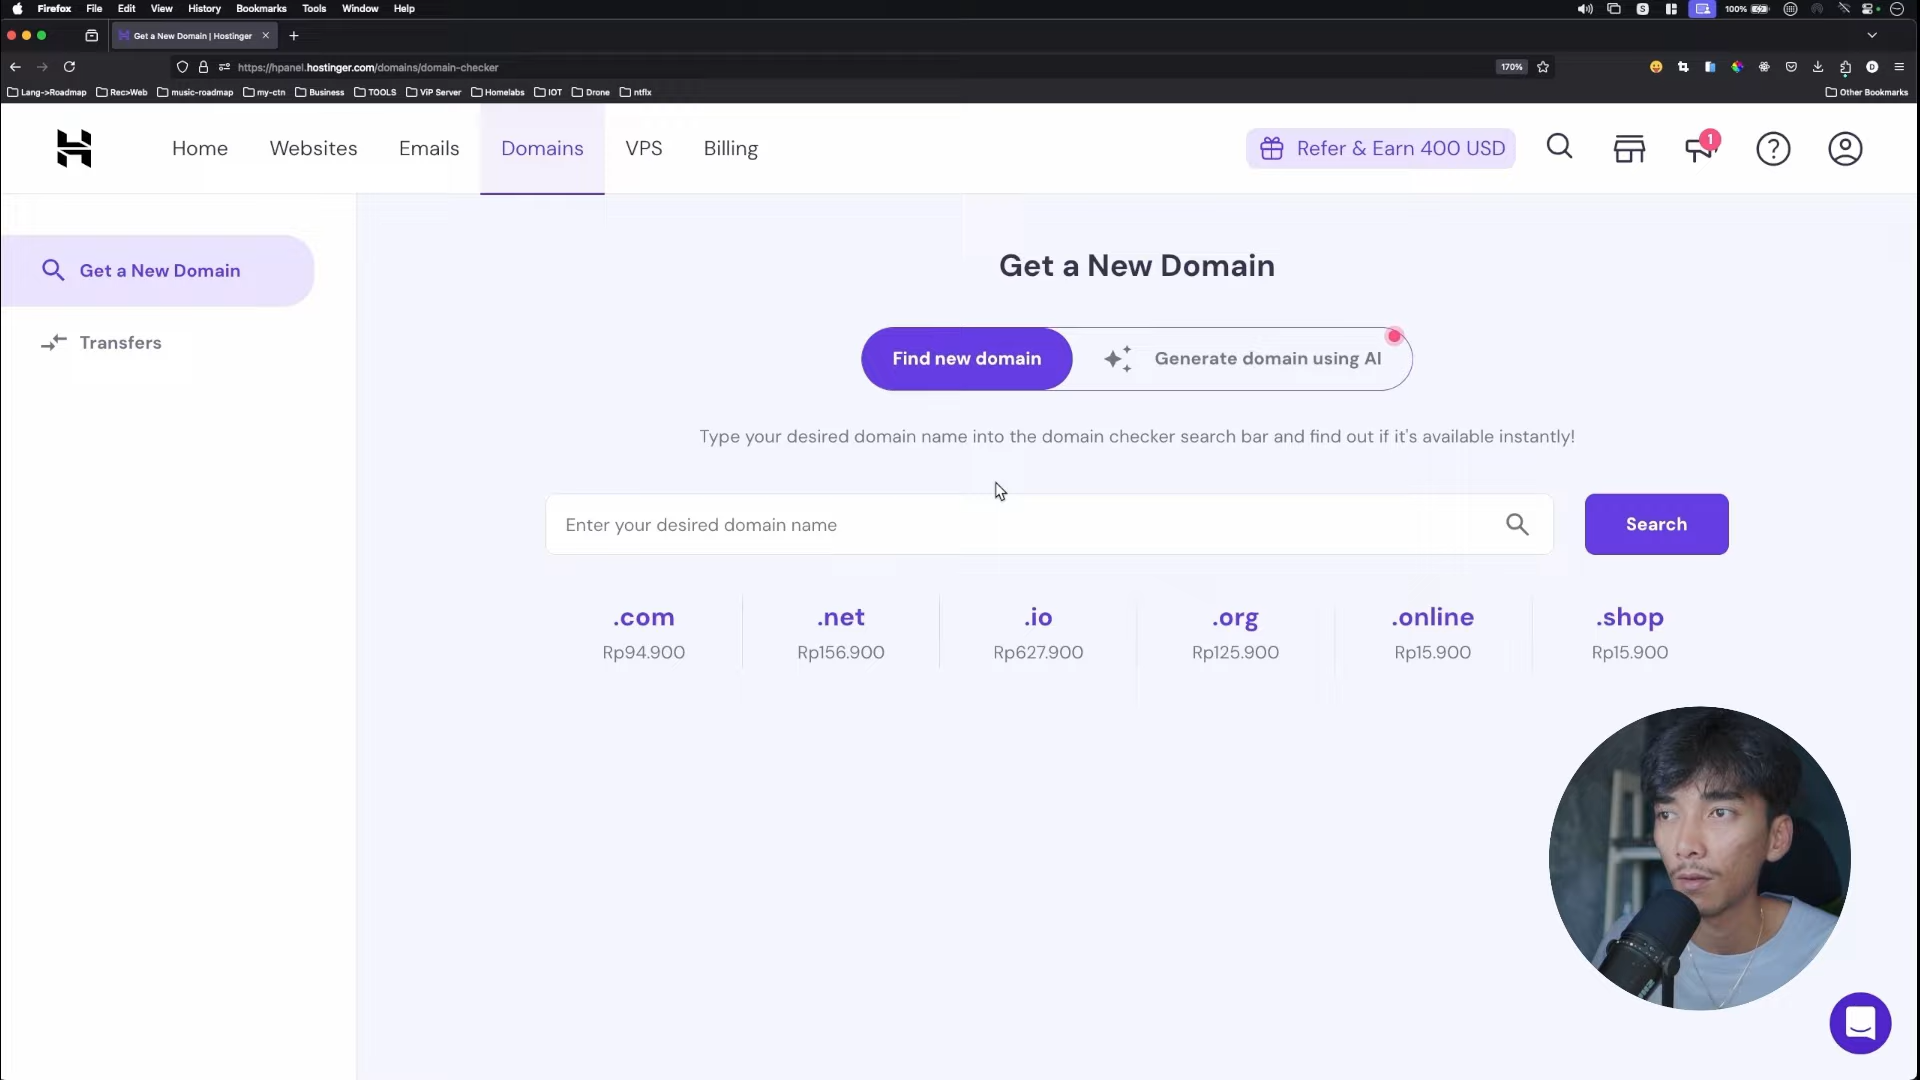 Firefox File Edit View History Bookmarks Tools Window Help
100%
Get a New Domain | Hostinger
https://hpanel.hostinger.com/domains/domain-checker
170%
Lang->Roadmap Rec>Web music-roadmap my-ctn Business TOOLS ViP Server Homelabs IOT Drone ntflx Other Bookmarks
Home Websites Emails Domains VPS Billing Refer & Earn 400 USD 1
Get a New Domain
Transfers
Get a New Domain
Find new domain Generate domain using AI
Type your desired domain name into the domain checker search bar and find out if it's available instantly!
Enter your desired domain name Search
.com .net .io .org .online .shop
Rp94.900 Rp156.900 Rp627.900 Rp125.900 Rp15.900 Rp15.900